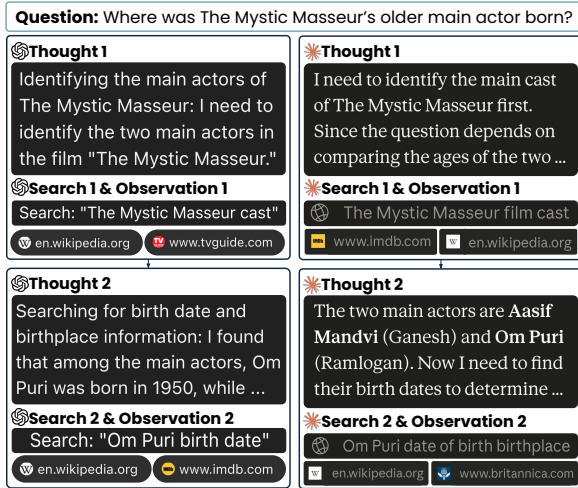 Question: Where was The Mystic Masseur's older main actor born?
Thought 1
Identifying the main actors of
The Mystic Masseur: I need to
identify the two main actors in
the film "The Mystic Masseur."
Search 1 & Observation 1
Search: "The Mystic Masseur cast"
W en.wikipedia.org
TV www.tvguide.com
Thought 2
Searching for birth date and
birthplace information: I found
that among the main actors, Om
Puri was born in 1950, while ...
Search 2 & Observation 2
Search: "Om Puri birth date"
W en.wikipedia.org
IMDb www.imdb.com
Thought 1
I need to identify the main cast
of The Mystic Masseur first.
Since the question depends on
comparing the ages of the two ...
Search 1 & Observation 1
The Mystic Masseur film cast
IMDb www.imdb.com
W en.wikipedia.org
Thought 2
The two main actors are Aasif
Mandvi (Ganesh) and Om Puri
(Ramlogan). Now I need to find
their birth dates to determine ...
Search 2 & Observation 2
Om Puri date of birth birthplace
W en.wikipedia.org
www.britannica.com